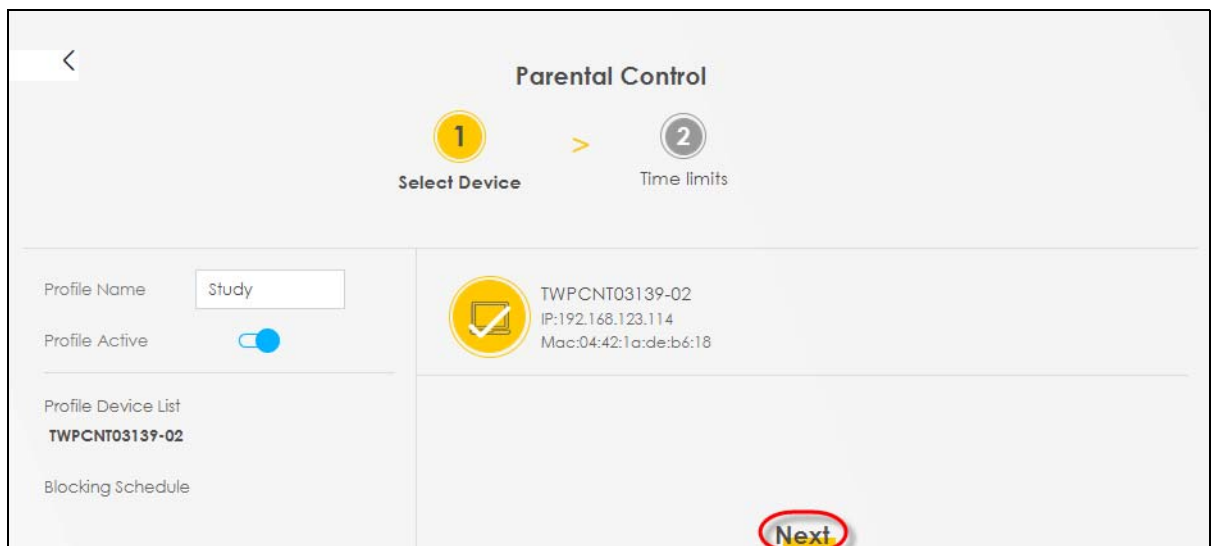 Parental Control
1 > 2
Select Device Time limits
Profile Name Study
Profile Active
Profile Device List
TWPCNT03139-02
Blocking Schedule
TWPCNT03139-02
IP:192.168.123.114
Mac:04:42:1a:de:b6:18
Next